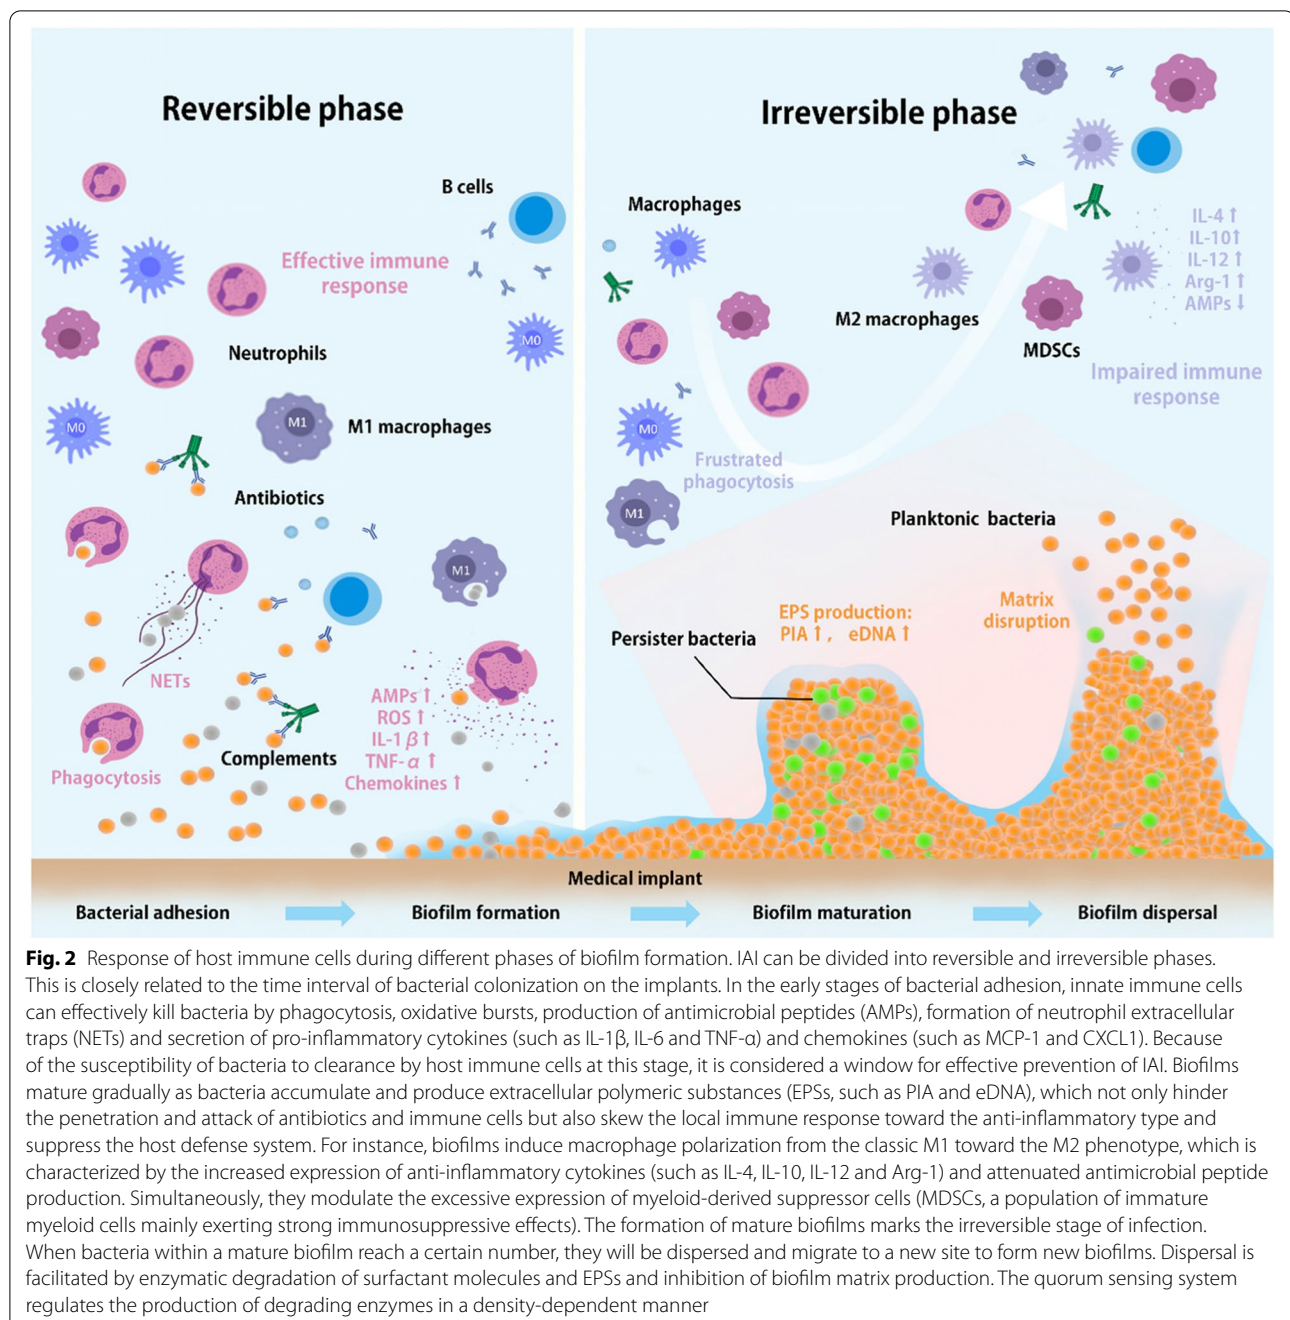 Reversible phase
B cells
Effective immune
response
Neutrophils
M0
M1
M1 macrophages
M0
Antibiotics
M1
NETs
AMPs ↑
ROS ↑
IL-1 β ↑
TNF- α ↑
Chemokines ↑
Complements
Phagocytosis
Irreversible phase
Macrophages
IL-4 ↑
IL-10↑
IL-12 ↑
Arg-1 ↑
AMPs ↓
M2 macrophages
MDSCs
Impaired immune
response
M0
Frustrated
phagocytosis
M1
Planktonic bacteria
EPS production:
PIA ↑, eDNA ↑
Matrix
disruption
Persister bacteria
Medical implant
Bacterial adhesion
Biofilm formation
Biofilm maturation
Biofilm dispersal
Fig. 2 Response of host immune cells during different phases of biofilm formation. IAI can be divided into reversible and irreversible phases.
This is closely related to the time interval of bacterial colonization on the implants. In the early stages of bacterial adhesion, innate immune cells
can effectively kill bacteria by phagocytosis, oxidative bursts, production of antimicrobial peptides (AMPs), formation of neutrophil extracellular
traps (NETs) and secretion of pro-inflammatory cytokines (such as IL-1β, IL-6 and TNF-α) and chemokines (such as MCP-1 and CXCL1). Because
of the susceptibility of bacteria to clearance by host immune cells at this stage, it is considered a window for effective prevention of IAI. Biofilms
mature gradually as bacteria accumulate and produce extracellular polymeric substances (EPSs, such as PIA and eDNA), which not only hinder
the penetration and attack of antibiotics and immune cells but also skew the local immune response toward the anti-inflammatory type and
suppress the host defense system. For instance, biofilms induce macrophage polarization from the classic M1 toward the M2 phenotype, which is
characterized by the increased expression of anti-inflammatory cytokines (such as IL-4, IL-10, IL-12 and Arg-1) and attenuated antimicrobial peptide
production. Simultaneously, they modulate the excessive expression of myeloid-derived suppressor cells (MDSCs, a population of immature
myeloid cells mainly exerting strong immunosuppressive effects). The formation of mature biofilms marks the irreversible stage of infection.
When bacteria within a mature biofilm reach a certain number, they will be dispersed and migrate to a new site to form new biofilms. Dispersal is
facilitated by enzymatic degradation of surfactant molecules and EPSs and inhibition of biofilm matrix production. The quorum sensing system
regulates the production of degrading enzymes in a density-dependent manner